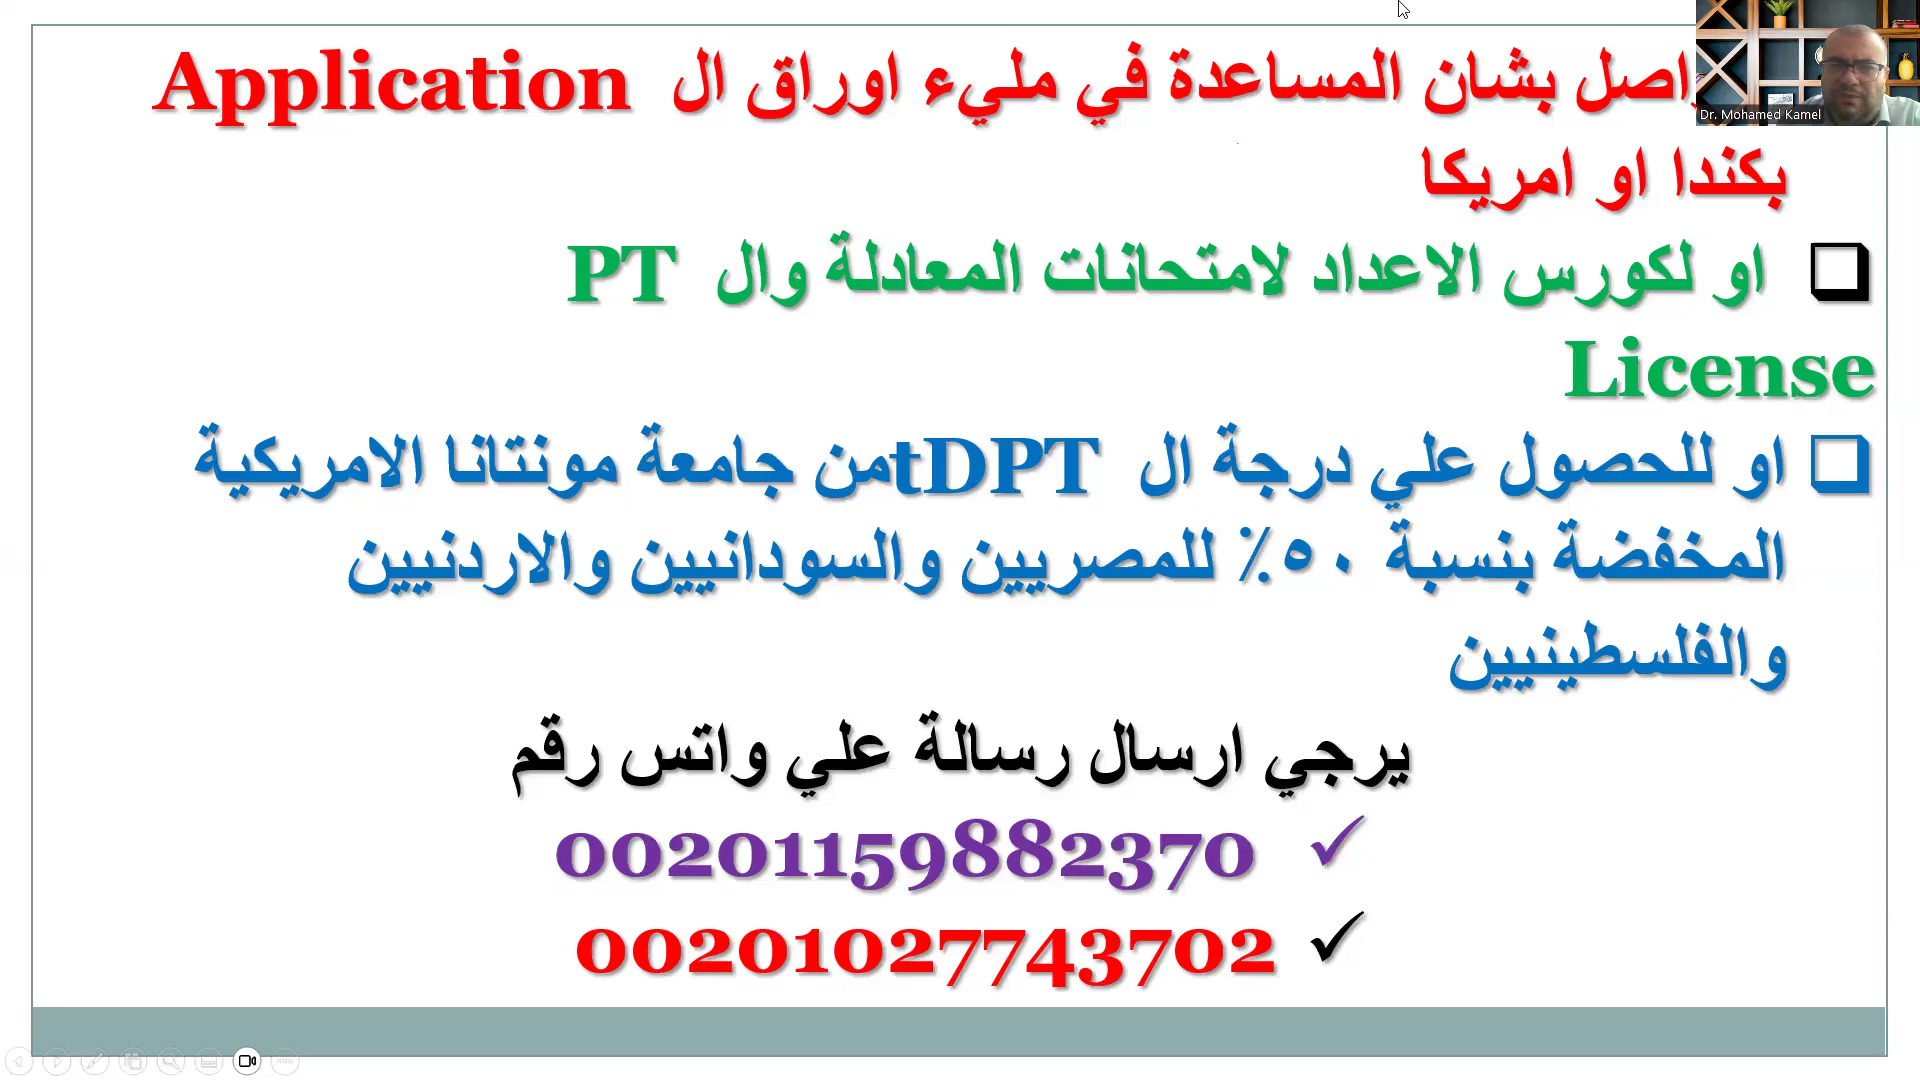 اصل بشان المساعدة في مليء اوراق ال Application
بكندا او امريكا
او لكورس الاعداد لامتحانات المعادلة وال PT
License
او للحصول علي درجة ال tDPTمن جامعة مونتانا الامريكية
المخفضة بنسبة ٥٠٪ للمصريين والسودانيين والاردنيين
والفلسطينيين
يرجي ارسال رسالة علي واتس رقم
00201159882370
00201027743702
Dr. Mohamed Kamel